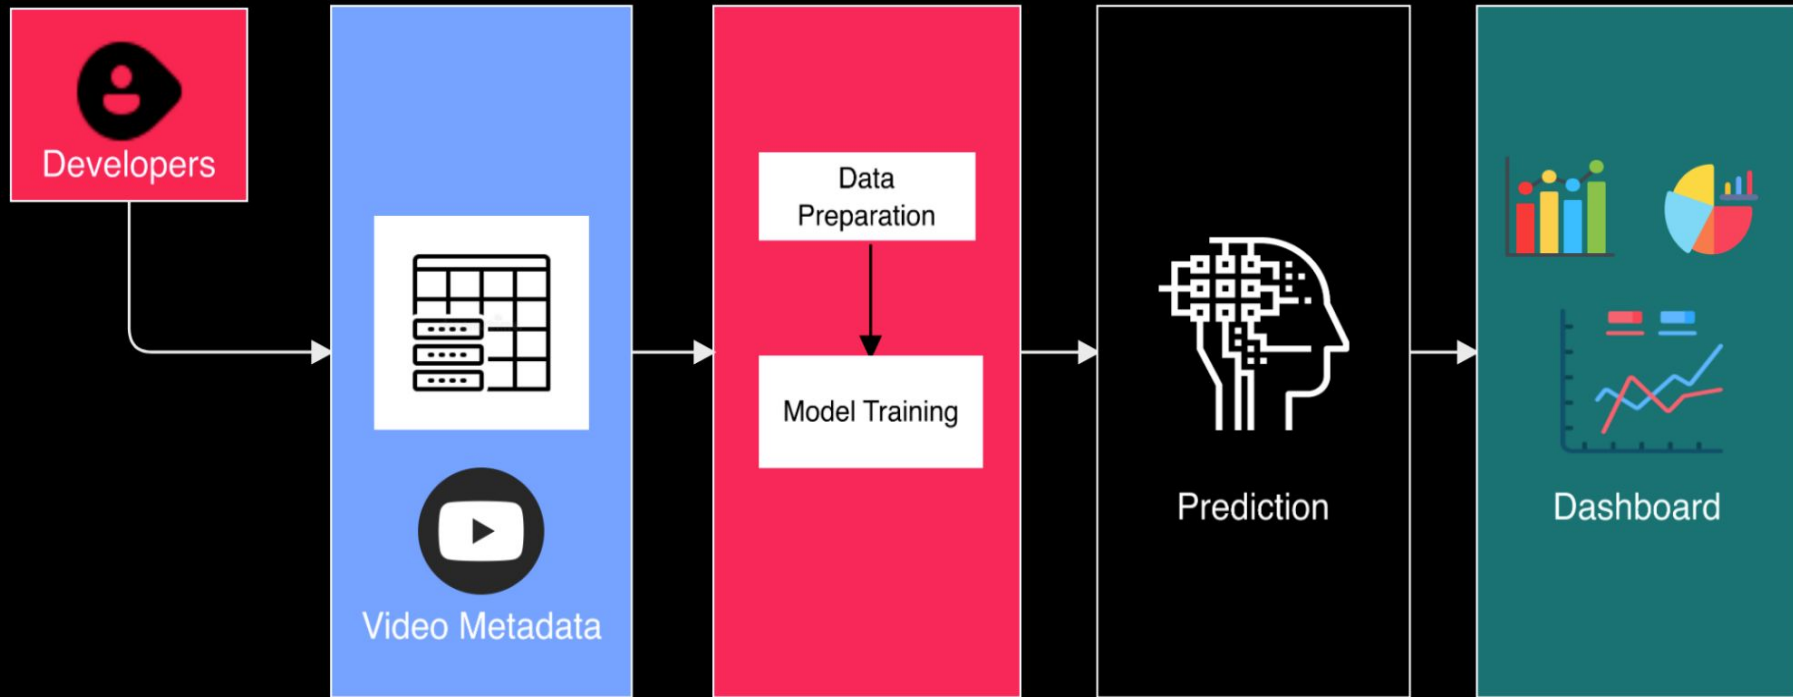 Developers
Video Metadata
Data
Preparation
Model Training
Prediction
Dashboard